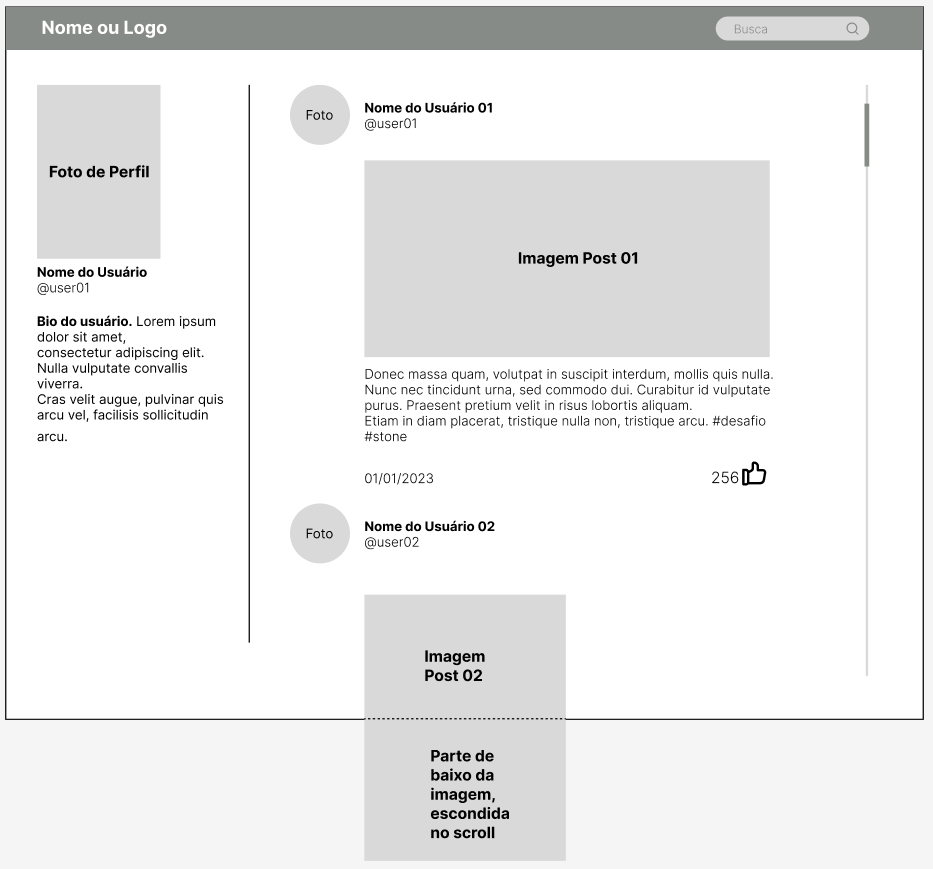 Nome ou Logo
Busca
Foto de Perfil
Nome do Usuário
@user01
Bio do usuário. Lorem ipsum
dolor sit amet,
consectetur adipiscing elit.
Nulla vulputate convallis
viverra.
Cras velit augue, pulvinar quis
arcu vel, facilisis sollicitudin
arcu.
Foto
Nome do Usuário 01
@user01
Imagem Post 01
Donec massa quam, volutpat in suscipit interdum, mollis quis nulla.
Nunc nec tincidunt urna, sed commodo dui. Curabitur id vulputate
purus. Praesent pretium velit in risus lobortis aliquam.
Etiam in diam placerat, tristique nulla non, tristique arcu. #desafio
#stone
01/01/2023
256
Foto
Nome do Usuário 02
@user02
Imagem
Post 02
Parte de
baixo da
imagem,
escondida
no scroll